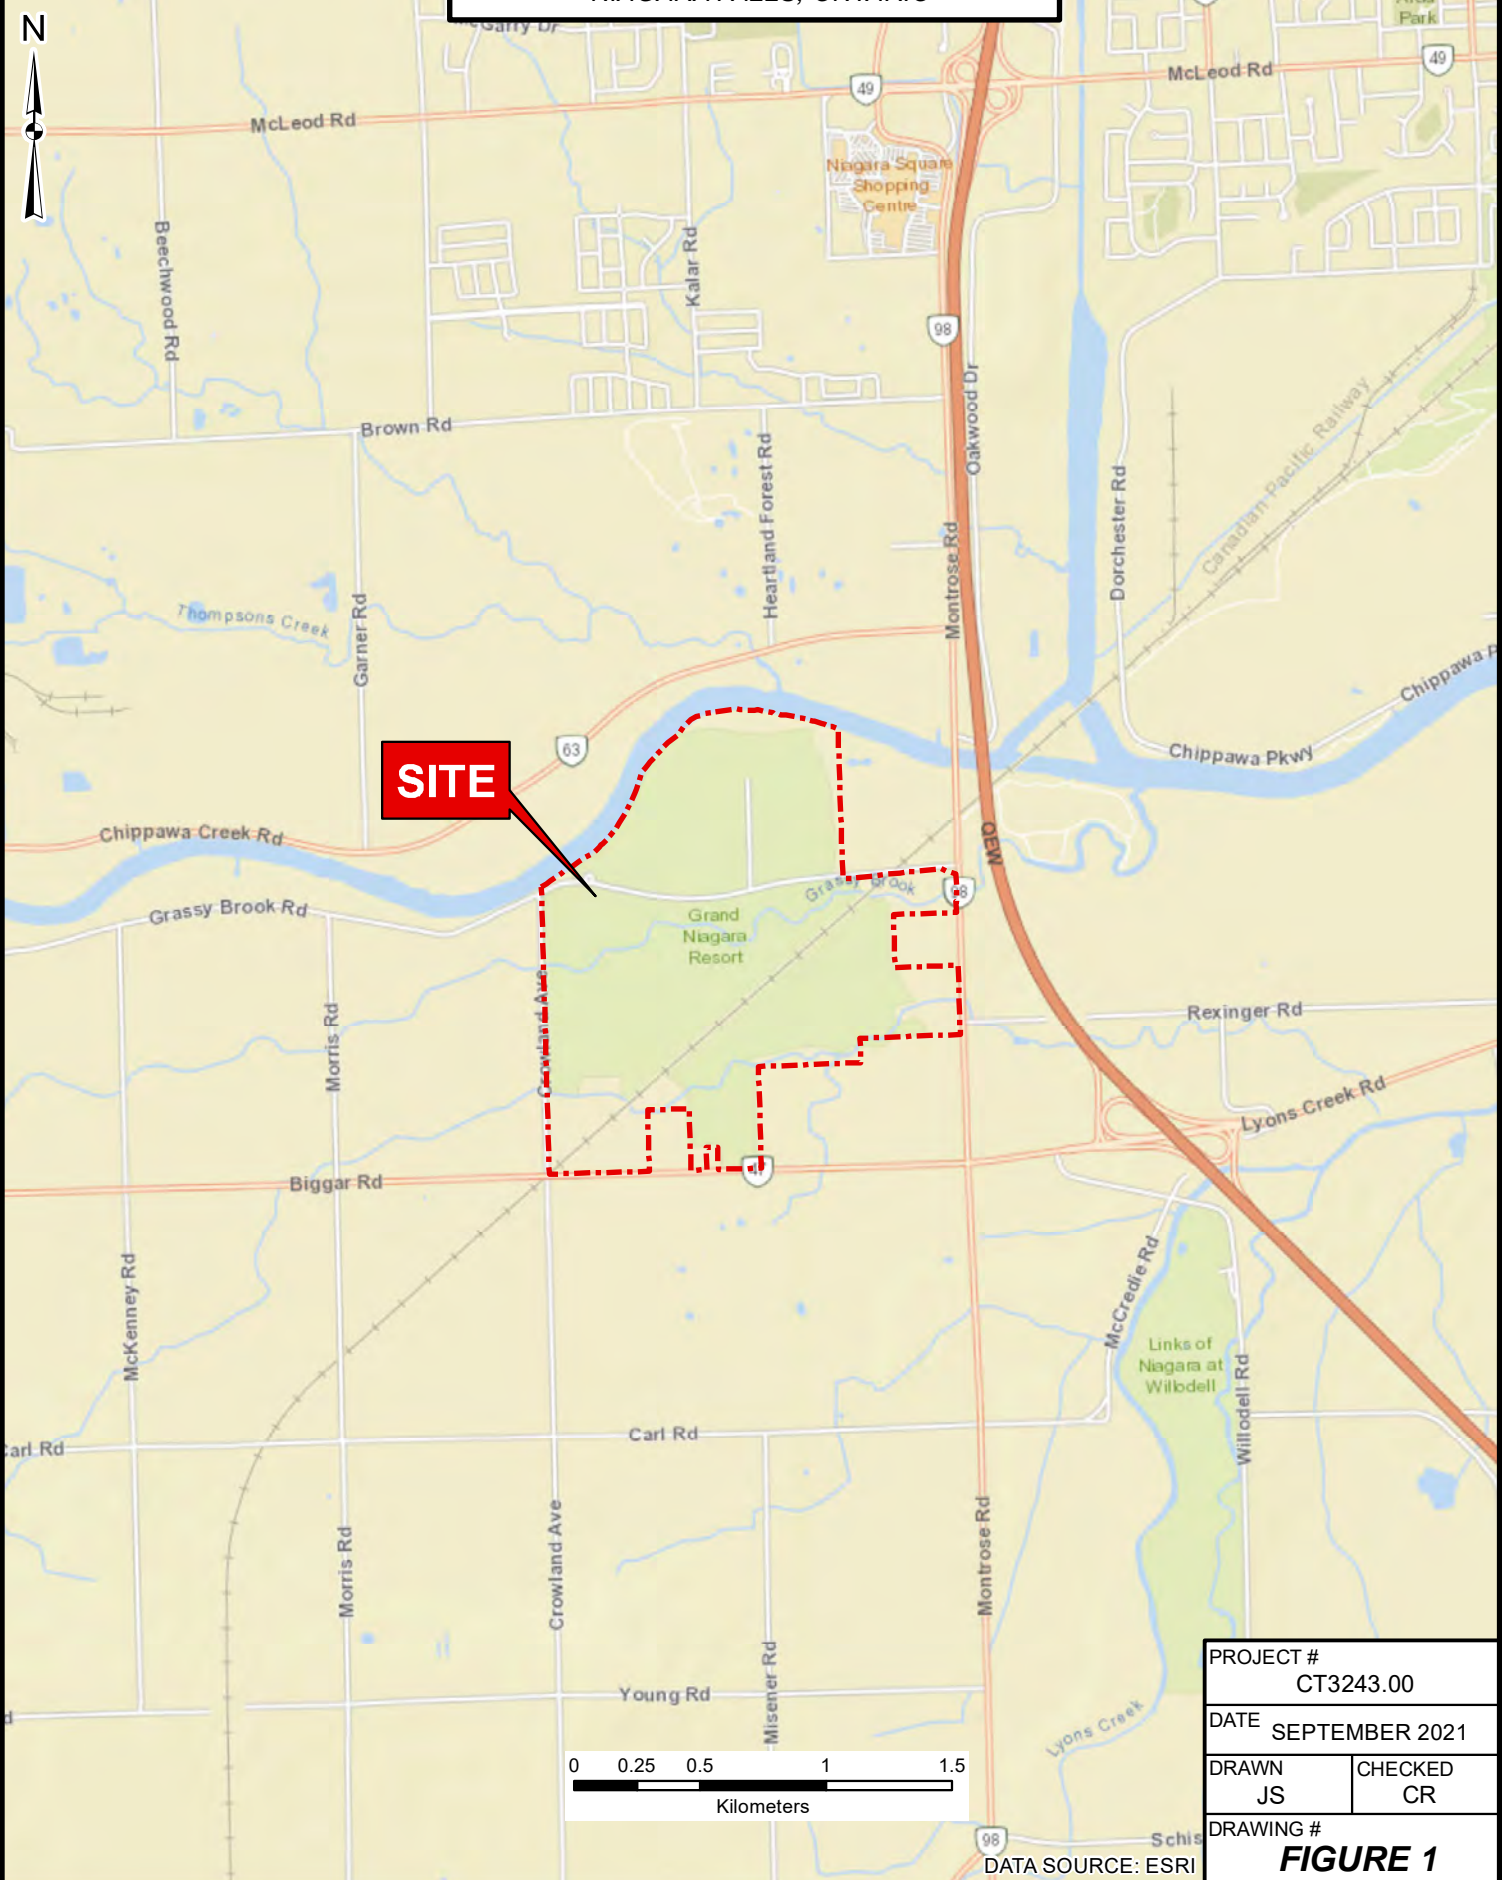 N
McLeod Rd
49
McLeod Rd
49
Park
Niagara Square
Shopping
Centre
Beechwood Rd
Kalar Rd
98
Oakwood Dr
Brown Rd
Heartland Forest Rd
Montrose Rd
Dorchester Rd
Canadian Pacific Railway
Thompsons Creek
Garner Rd
63
SITE
Chippawa Pkwy
Chippawa Creek Rd
QEW
Grassy Brook Rd
Grassy Brook
98
Grand
Niagara
Resort
Crowland Ave
Morris Rd
Rexinger Rd
Lyons Creek Rd
Biggar Rd
47
McKenney Rd
McCredie Rd
Links of
Niagara at
Willodell
Willodell Rd
Carl Rd
Morris Rd
Crowland Ave
Montrose Rd
Misener Rd
Young Rd
Lyons Creek
0 0.25 0.5 1 1.5
Kilometers
98
DATA SOURCE: ESRI
PROJECT #
CT3243.00
DATE SEPTEMBER 2021
DRAWN CHECKED
JS CR
DRAWING #
FIGURE 1